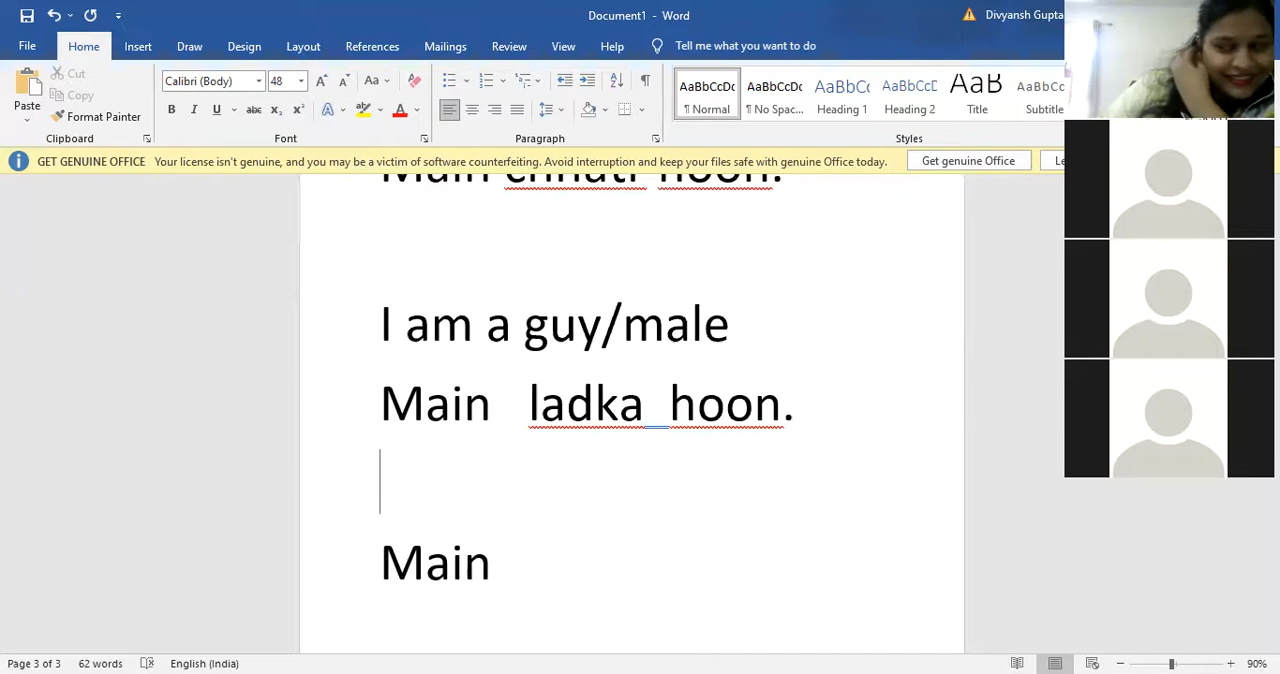 Document1 - Word
Divyansh Gupta
File Home Insert Draw Design Layout References Mailings Review View Help Tell me what you want to do
Paste
Cut
Copy
Format Painter
Clipboard
Calibri (Body) 48
Font
Paragraph
AaBbCcDc AaBbCcDc AaBbCc AaBbCcD AaB AaBbCc
¶ Normal ¶ No Spac... Heading 1 Heading 2 Title Subtitle
Styles
GET GENUINE OFFICE Your license isn't genuine, and you may be a victim of software counterfeiting. Avoid interruption and keep your files safe with genuine Office today. Get genuine Office
Main hoon.
I am a guy/male
Main ladka hoon.
Main
Page 3 of 3 62 words English (India) 90%